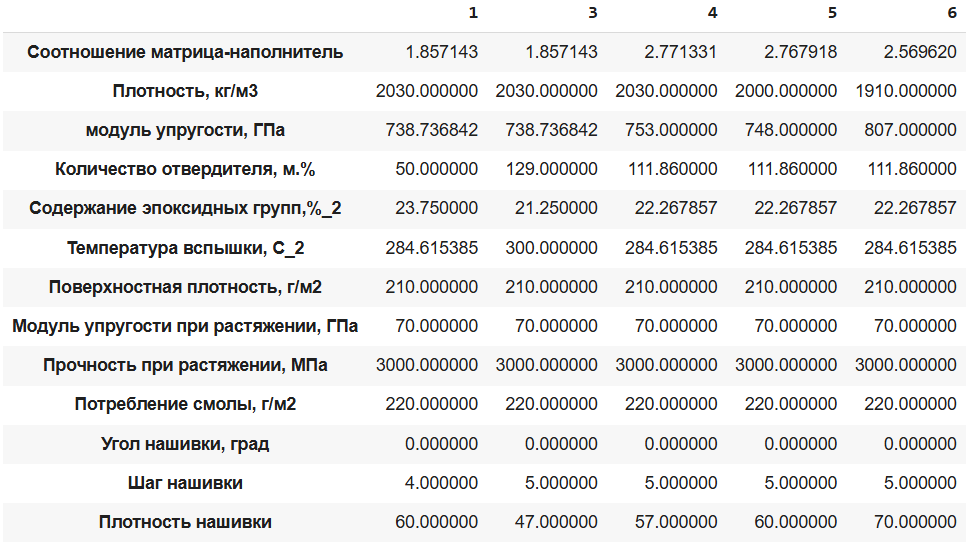 1 3 4 5 6
Соотношение матрица-наполнитель 1.857143 1.857143 2.771331 2.767918 2.569620
Плотность, кг/м3 2030.000000 2030.000000 2030.000000 2000.000000 1910.000000
модуль упругости, ГПа 738.736842 738.736842 753.000000 748.000000 807.000000
Количество отвердителя, м.% 50.000000 129.000000 111.860000 111.860000 111.860000
Содержание эпоксидных групп,%_2 23.750000 21.250000 22.267857 22.267857 22.267857
Температура вспышки, С_2 284.615385 300.000000 284.615385 284.615385 284.615385
Поверхностная плотность, г/м2 210.000000 210.000000 210.000000 210.000000 210.000000
Модуль упругости при растяжении, ГПа 70.000000 70.000000 70.000000 70.000000 70.000000
Прочность при растяжении, МПа 3000.000000 3000.000000 3000.000000 3000.000000 3000.000000
Потребление смолы, г/м2 220.000000 220.000000 220.000000 220.000000 220.000000
Угол нашивки, град 0.000000 0.000000 0.000000 0.000000 0.000000
Шаг нашивки 4.000000 5.000000 5.000000 5.000000 5.000000
Плотность нашивки 60.000000 47.000000 57.000000 60.000000 70.000000